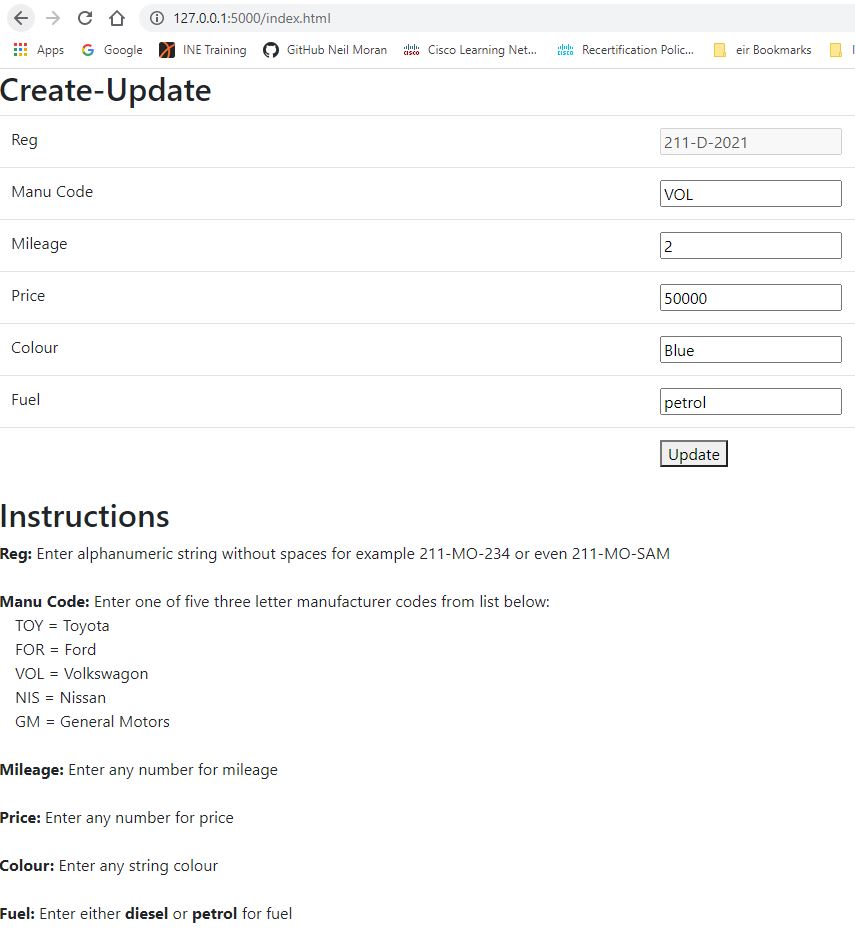 127.0.0.1:5000/index.html
Apps Google INE Training GitHub Neil Moran Cisco Learning Net... Recertification Polic... eir Bookmarks
Create-Update
Reg 211-D-2021
Manu Code VOL
Mileage 2
Price 50000
Colour Blue
Fuel petrol
Update
Instructions
Reg: Enter alphanumeric string without spaces for example 211-MO-234 or even 211-MO-SAM
Manu Code: Enter one of five three letter manufacturer codes from list below:
TOY = Toyota
FOR = Ford
VOL = Volkswagon
NIS = Nissan
GM = General Motors
Mileage: Enter any number for mileage
Price: Enter any number for price
Colour: Enter any string colour
Fuel: Enter either diesel or petrol for fuel